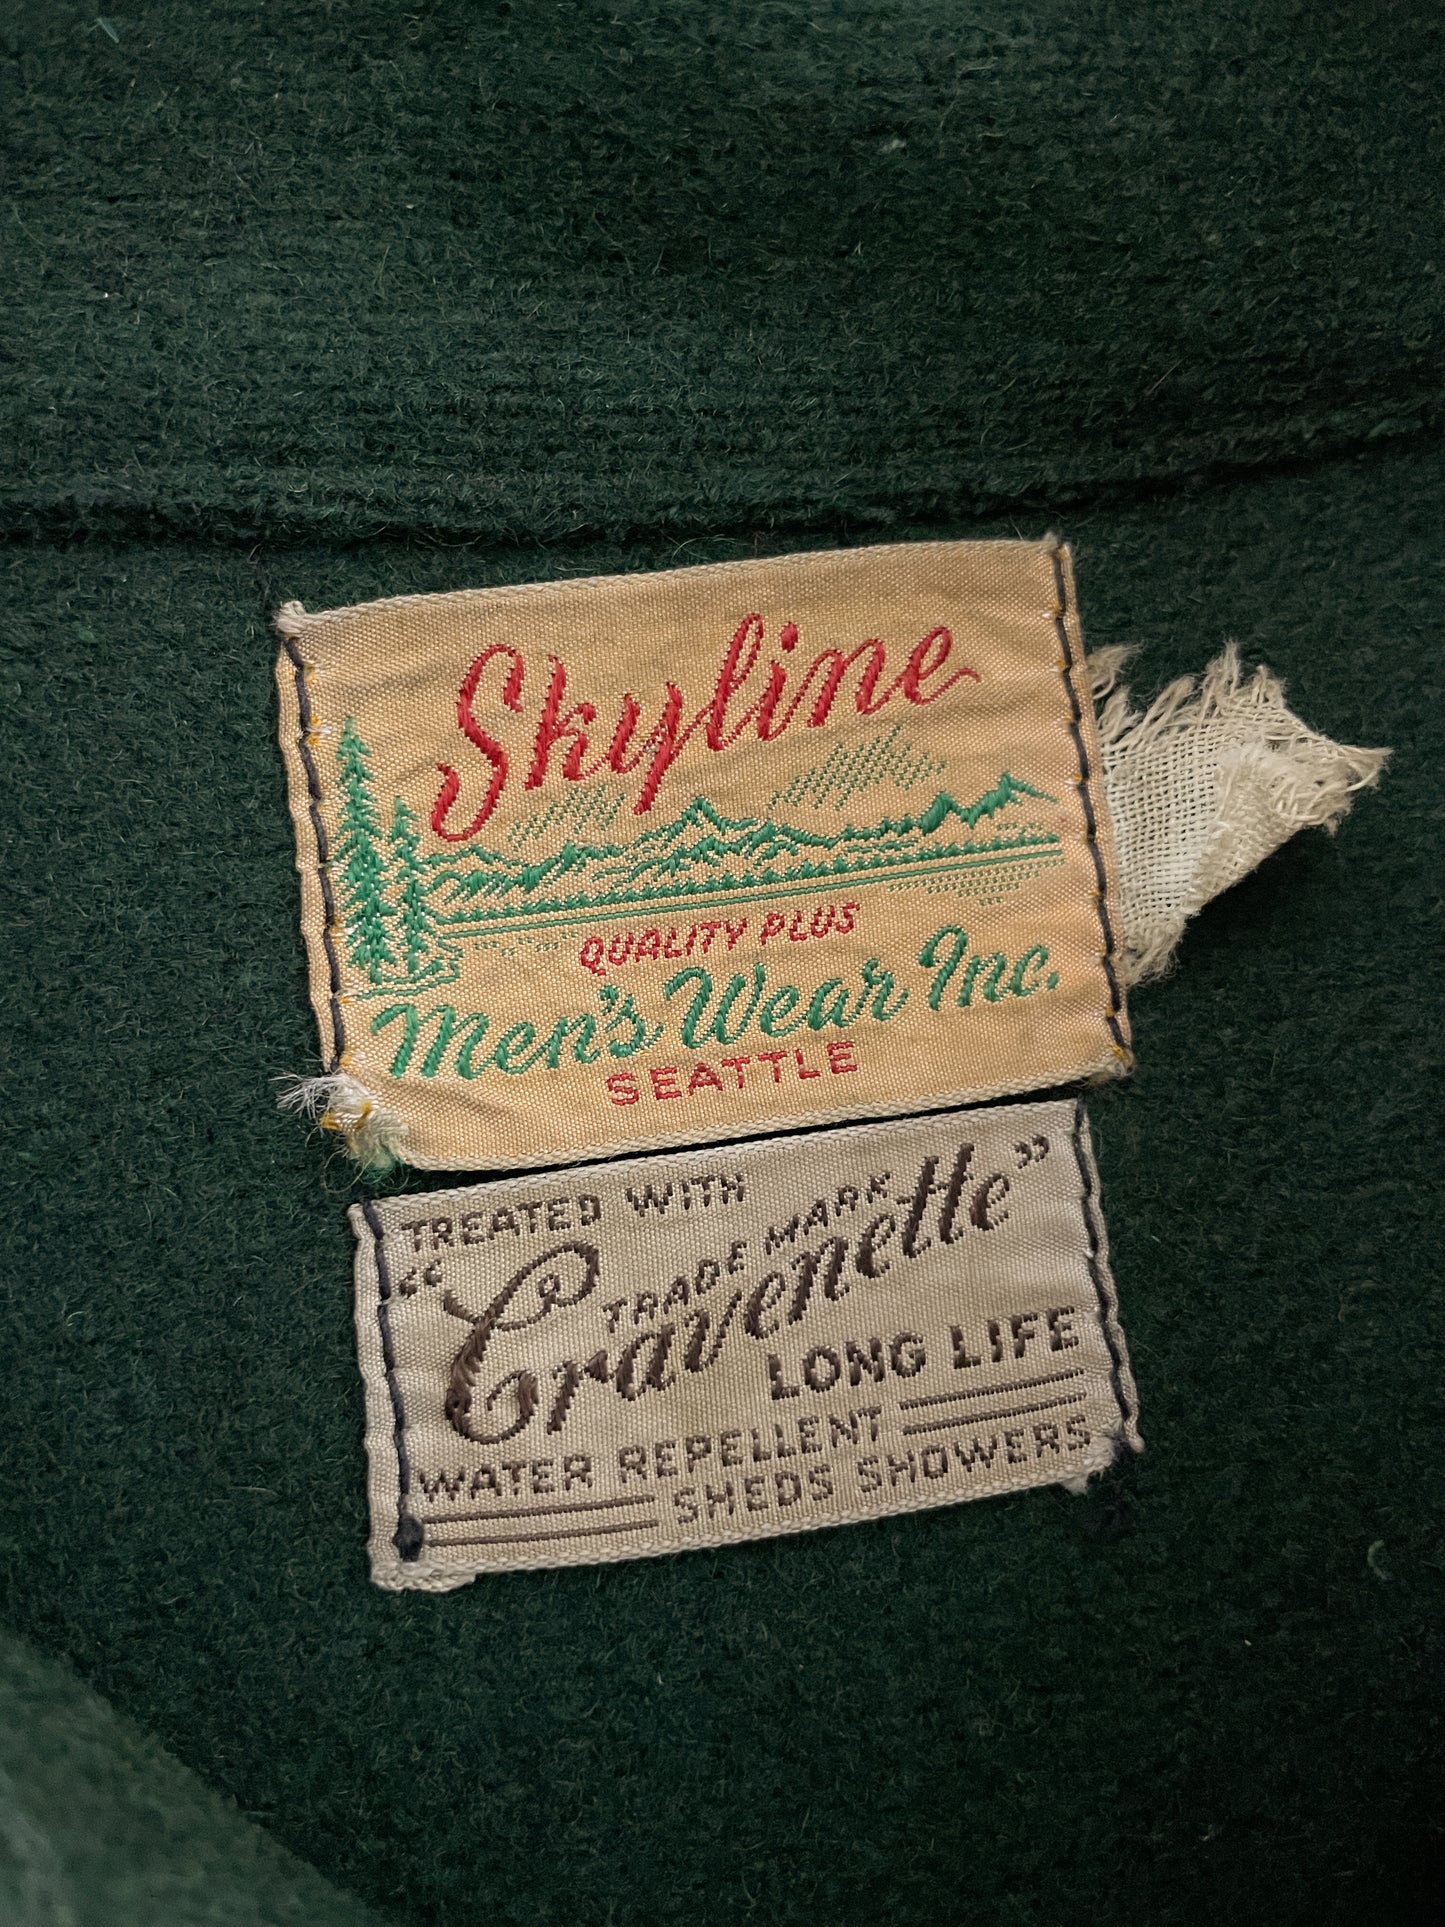 Skyline
QUALITY PLUS
Men's Wear Inc.
SEATTLE
TREATED WITH
TRADE MARK
"Cravenette"
LONG LIFE
WATER REPELLENT
SHEDS SHOWERS